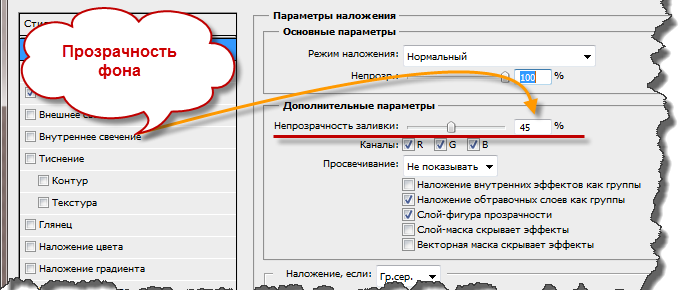 Сти
Прозрачность
фона
Внешнее с
Внутреннее свечение
Тиснение
Контур
Текстура
Глянец
Наложение цвета
Наложение градиента
Параметры наложения
Основные параметры
Режим наложения: Нормальный
Непрозр.: 100 %
Дополнительные параметры
Непрозрачность заливки: 45 %
Каналы: R G B
Просвечивание: Не показывать
Наложение внутренних эффектов как группы
Наложение обтравочных слоев как группы
Слой-фигура прозрачности
Слой-маска скрывает эффекты
Векторная маска скрывает эффекты
Наложение, если: Гр.сер.